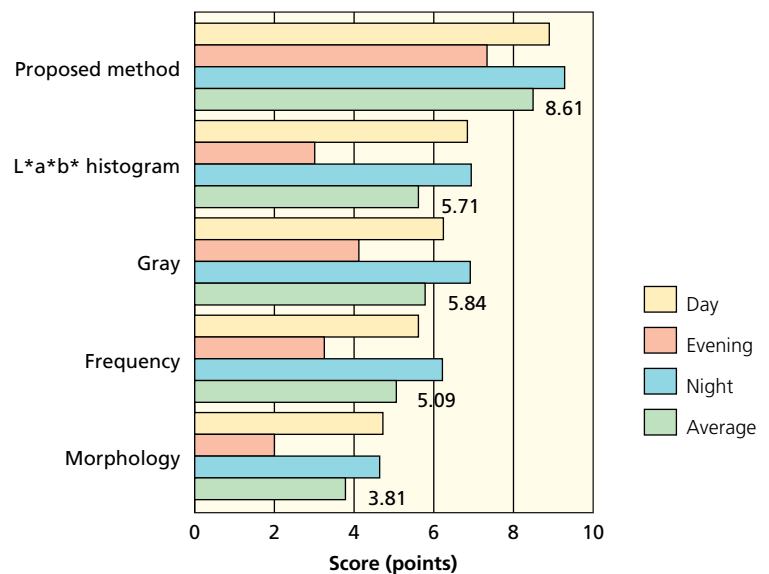 Proposed method
8.61
L*a*b* histogram
5.71
Gray
5.84
Frequency
5.09
Morphology
3.81
0 2 4 6 8 10
Score (points)
Day
Evening
Night
Average